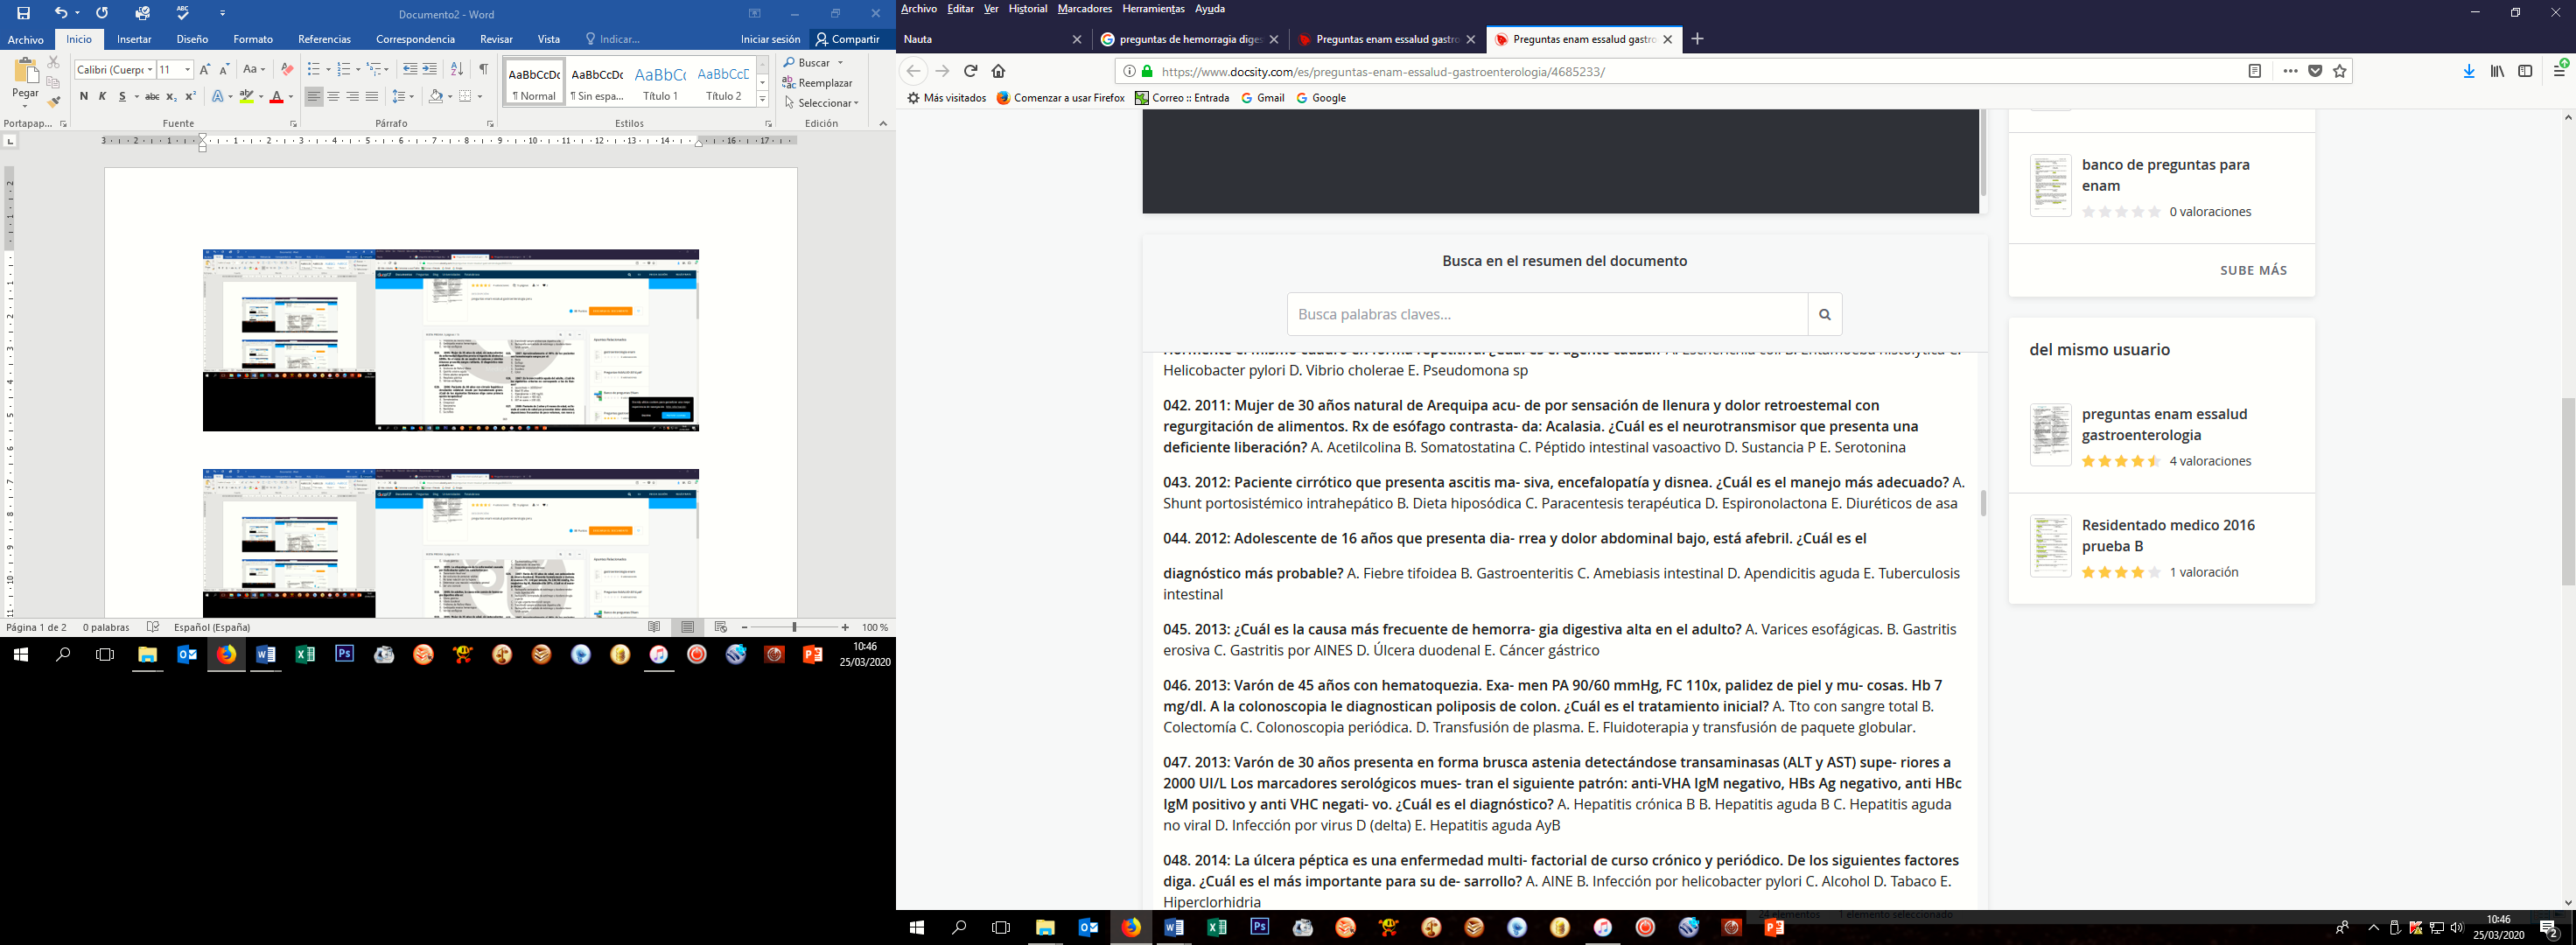 Documento2 - Word
Archivo
Inicio
Insertar
Diseño
Formato
Referencias
Correspondencia
Revisar
Vista
Indicar...
Iniciar sesión
Compartir
Pegar
Calibri (Cuerpo
11
Aa
N K S abc x₂ x²
AaBbCcDc
AaBbCcDc
AaBbCc
AaBbCcC
¶ Normal
¶ Sin espa...
Título 1
Título 2
Buscar
Reemplazar
Seleccionar
Portapap...
Fuente
Párrafo
Estilos
Edición
Página 1 de 2
0 palabras
Español (España)
100 %
10:46
25/03/2020
Archivo Editar Ver Historial Marcadores Herramientas Ayuda
Nauta
preguntas de hemorragia diges
Preguntas enam essalud gastro
Preguntas enam essalud gastro
https://www.docsity.com/es/preguntas-enam-essalud-gastroenterologia/4685233/
Más visitados
Comenzar a usar Firefox
Correo :: Entrada
Gmail
Google
Busca en el resumen del documento
Busca palabras claves...
Helicobacter pylori D. Vibrio cholerae E. Pseudomona sp
042. 2011: Mujer de 30 años natural de Arequipa acu- de por sensación de llenura y dolor retroestemal con
regurgitación de alimentos. Rx de esófago contrasta- da: Acalasia. ¿Cuál es el neurotransmisor que presenta una
deficiente liberación? A. Acetilcolina B. Somatostatina C. Péptido intestinal vasoactivo D. Sustancia P E. Serotonina
043. 2012: Paciente cirrótico que presenta ascitis ma- siva, encefalopatía y disnea. ¿Cuál es el manejo más adecuado? A.
Shunt portosistémico intrahepático B. Dieta hiposódica C. Paracentesis terapéutica D. Espironolactona E. Diuréticos de asa
044. 2012: Adolescente de 16 años que presenta dia- rrea y dolor abdominal bajo, está afebril. ¿Cuál es el
diagnóstico más probable? A. Fiebre tifoidea B. Gastroenteritis C. Amebiasis intestinal D. Apendicitis aguda E. Tuberculosis
intestinal
045. 2013: ¿Cuál es la causa más frecuente de hemorra- gia digestiva alta en el adulto? A. Varices esofágicas. B. Gastritis
erosiva C. Gastritis por AINES D. Úlcera duodenal E. Cáncer gástrico
046. 2013: Varón de 45 años con hematoquezia. Exa- men PA 90/60 mmHg, FC 110x, palidez de piel y mu- cosas. Hb 7
mg/dl. A la colonoscopia le diagnostican poliposis de colon. ¿Cuál es el tratamiento inicial? A. Tto con sangre total B.
Colectomía C. Colonoscopia periódica. D. Transfusión de plasma. E. Fluidoterapia y transfusión de paquete globular.
047. 2013: Varón de 30 años presenta en forma brusca astenia detectándose transaminasas (ALT y AST) supe- riores a
2000 UI/L Los marcadores serológicos mues- tran el siguiente patrón: anti-VHA IgM negativo, HBs Ag negativo, anti HBc
IgM positivo y anti VHC negati- vo. ¿Cuál es el diagnóstico? A. Hepatitis crónica B B. Hepatitis aguda B C. Hepatitis aguda
no viral D. Infección por virus D (delta) E. Hepatitis aguda AyB
048. 2014: La úlcera péptica es una enfermedad multi- factorial de curso crónico y periódico. De los siguientes factores
diga. ¿Cuál es el más importante para su de- sarrollo? A. AINE B. Infección por helicobacter pylori C. Alcohol D. Tabaco E.
Hiperclorhidria
banco de preguntas para
enam
0 valoraciones
SUBE MÁS
del mismo usuario
preguntas enam essalud
gastroenterologia
4 valoraciones
Residentado medico 2016
prueba B
1 valoración
24 elementos
1 elemento seleccionado
10:46
25/03/2020